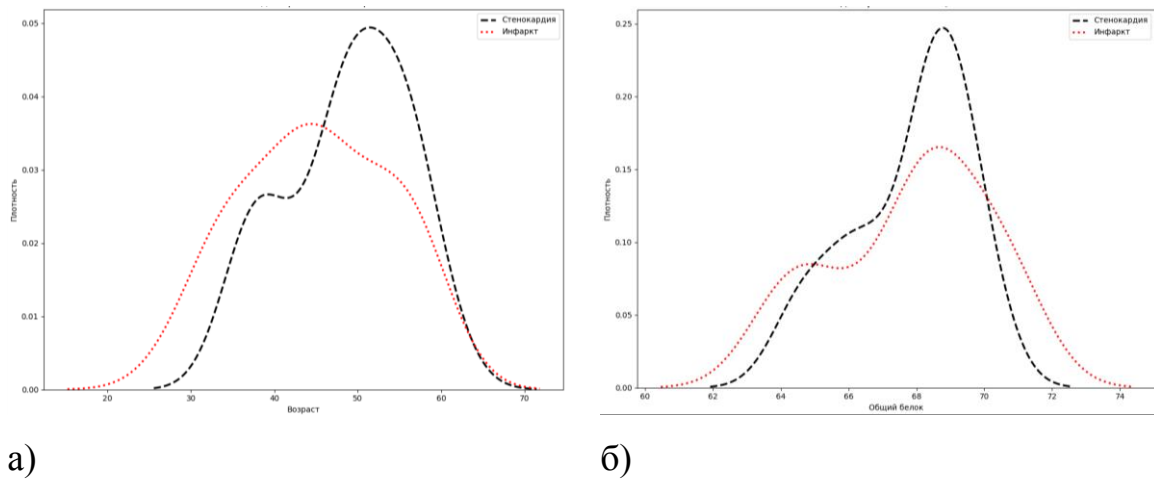 Стенокардия
Инфаркт
0.05
0.04
0.03
0.02
0.01
0.00
Плотность
20 30 40 50 60 70
Возраст
а)
Стенокардия
Инфаркт
0.25
0.20
0.15
0.10
0.05
0.00
Плотность
60 62 64 66 68 70 72 74
Общий белок
б)